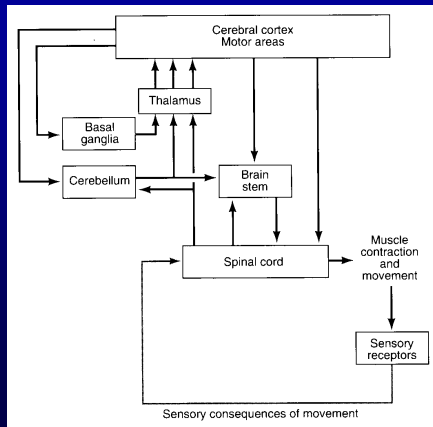 Cerebral cortex
Motor areas
Thalamus
Basal
ganglia
Cerebellum
Brain
stem
Spinal cord
Muscle
contraction
and
movement
Sensory
receptors
Sensory consequences of movement